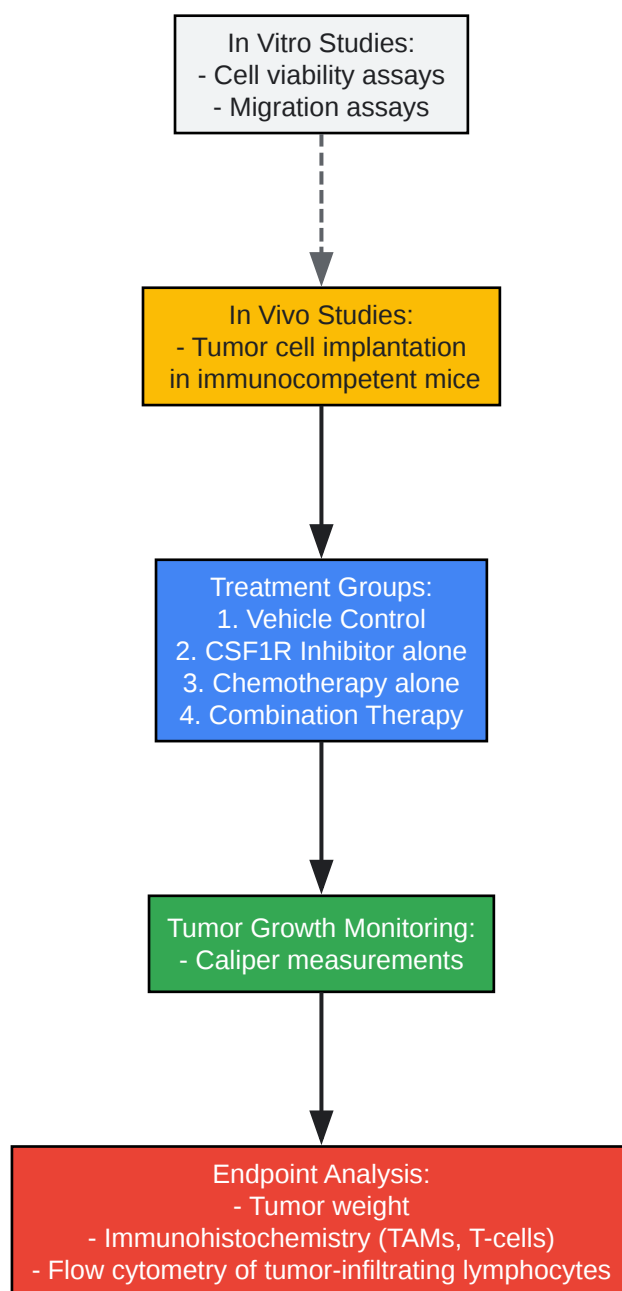 In Vitro Studies:
- Cell viability assays
- Migration assays
In Vivo Studies:
- Tumor cell implantation
in immunocompetent mice
Treatment Groups:
1. Vehicle Control
2. CSF1R Inhibitor alone
3. Chemotherapy alone
4. Combination Therapy
Tumor Growth Monitoring:
- Caliper measurements
Endpoint Analysis:
- Tumor weight
- Immunohistochemistry (TAMs, T-cells)
- Flow cytometry of tumor-infiltrating lymphocytes